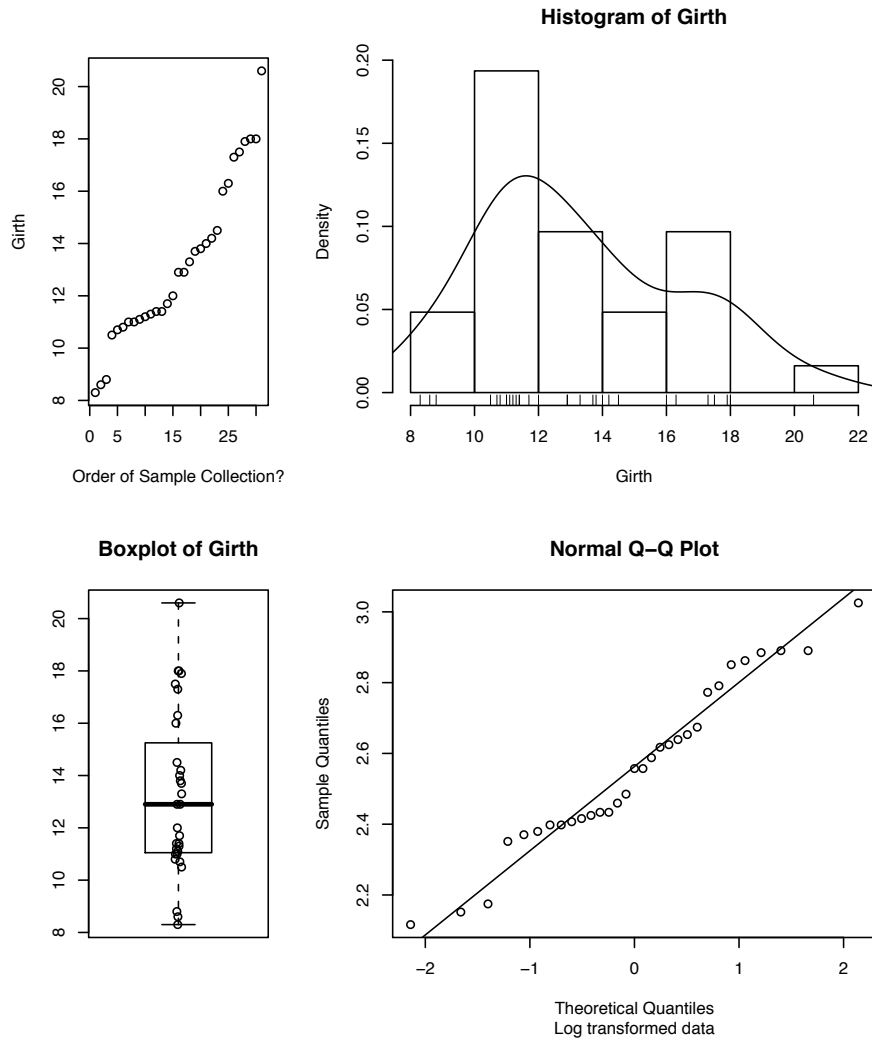 Histogram of Girth
Girth
8 10 12 14 16 18 20
0 5 15 25
Order of Sample Collection?
Density
0.00 0.05 0.10 0.15 0.20
8 10 12 14 16 18 20 22
Girth
Boxplot of Girth
8 10 12 14 16 18 20
Normal Q−Q Plot
Sample Quantiles
2.2 2.4 2.6 2.8 3.0
−2 −1 0 1 2
Theoretical Quantiles
Log transformed data